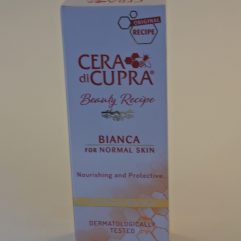 ORIGINAL
RECIPE
CERA
di CUPRA®
Beauty Recipe
BIANCA
FOR NORMAL SKIN
Nourishing and Protective
DERMATOLOGICALLY
TESTED